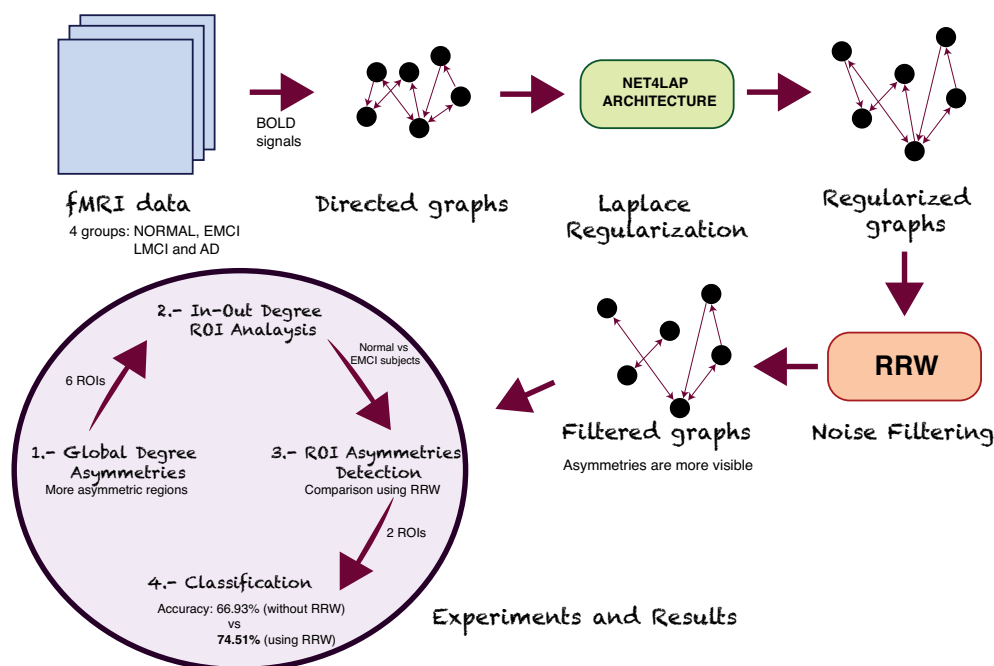 BOLD
signals
NET4LAP
ARCHITECTURE
fMRI data
4 groups: NORMAL, EMCI
LMCI and AD
Directed graphs
Laplace
Regularization
Regularized
graphs
RRW
Noise Filtering
Filtered graphs
Asymmetries are more visible
2.- In-Out Degree
ROI Analaysis
6 ROIs
Normal vs
EMCI subjects
1.- Global Degree
Asymmetries
More asymmetric regions
3.- ROI Asymmetries
Detection
Comparison using RRW
2 ROIs
4.- Classification
Accuracy: 66.93% (without RRW)
vs
74.51% (using RRW)
Experiments and Results